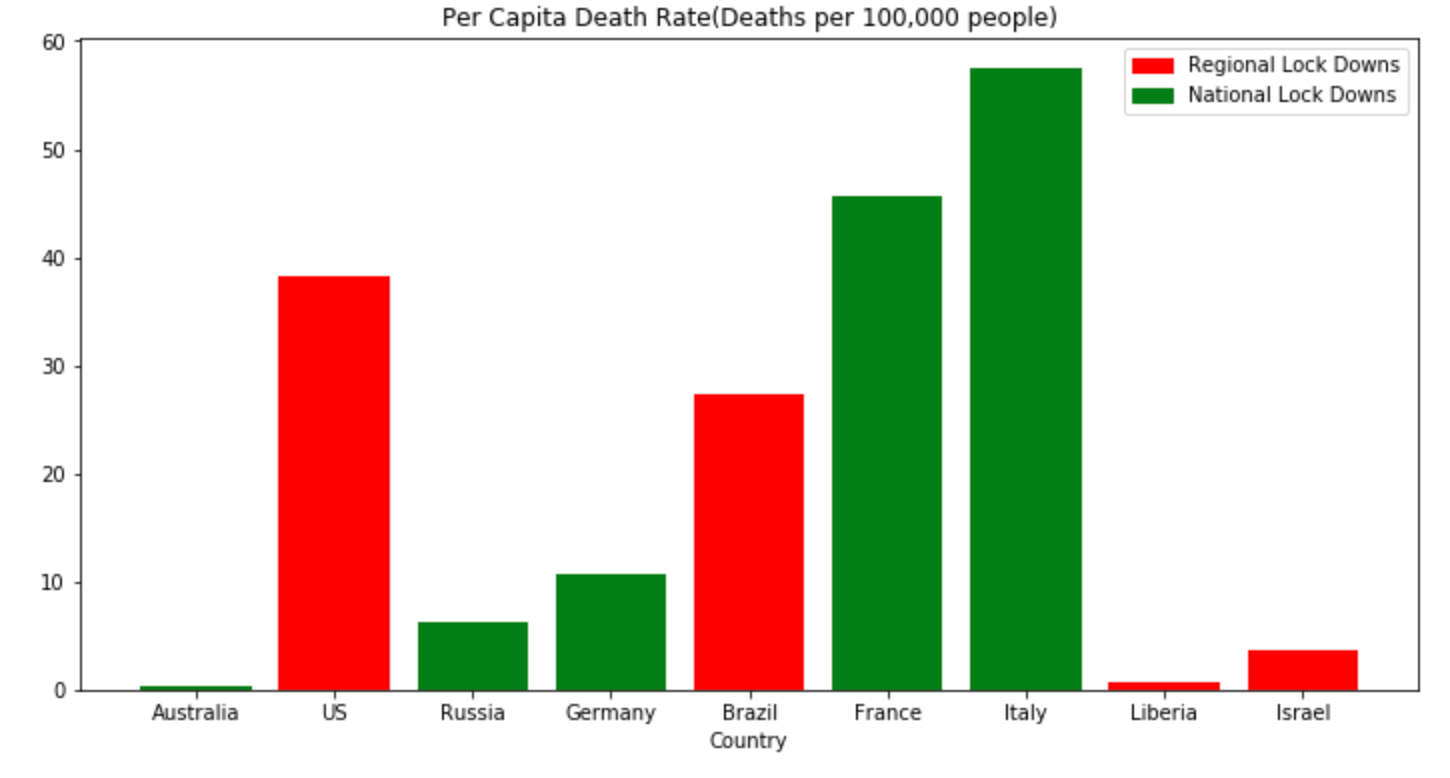 Per Capita Death Rate(Deaths per 100,000 people)
60
50
40
30
20
10
0
Regional Lock Downs
National Lock Downs
Australia US Russia Germany Brazil France Italy Liberia Israel
Country